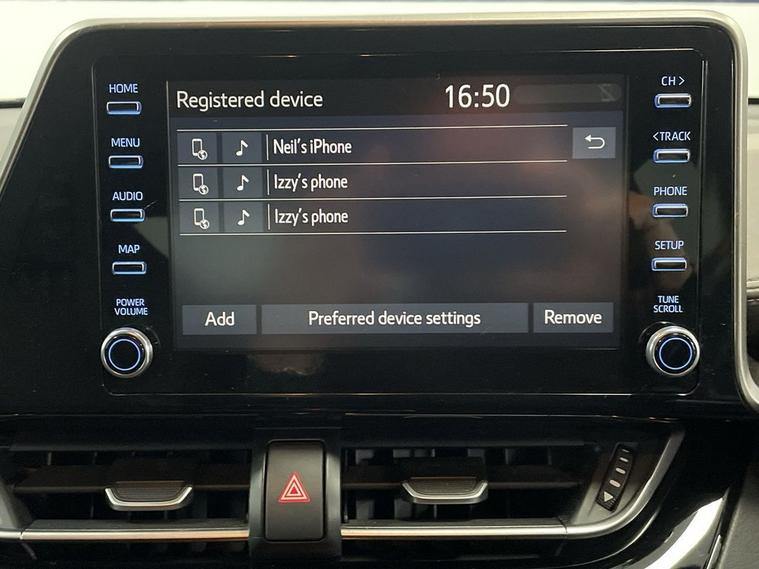 HOME
MENU
AUDIO
MAP
POWER
VOLUME
Registered device
16:50
Neil's iPhone
Izzy's phone
Izzy's phone
Add
Preferred device settings
Remove
CH >
<TRACK
PHONE
SETUP
TUNE
SCROLL